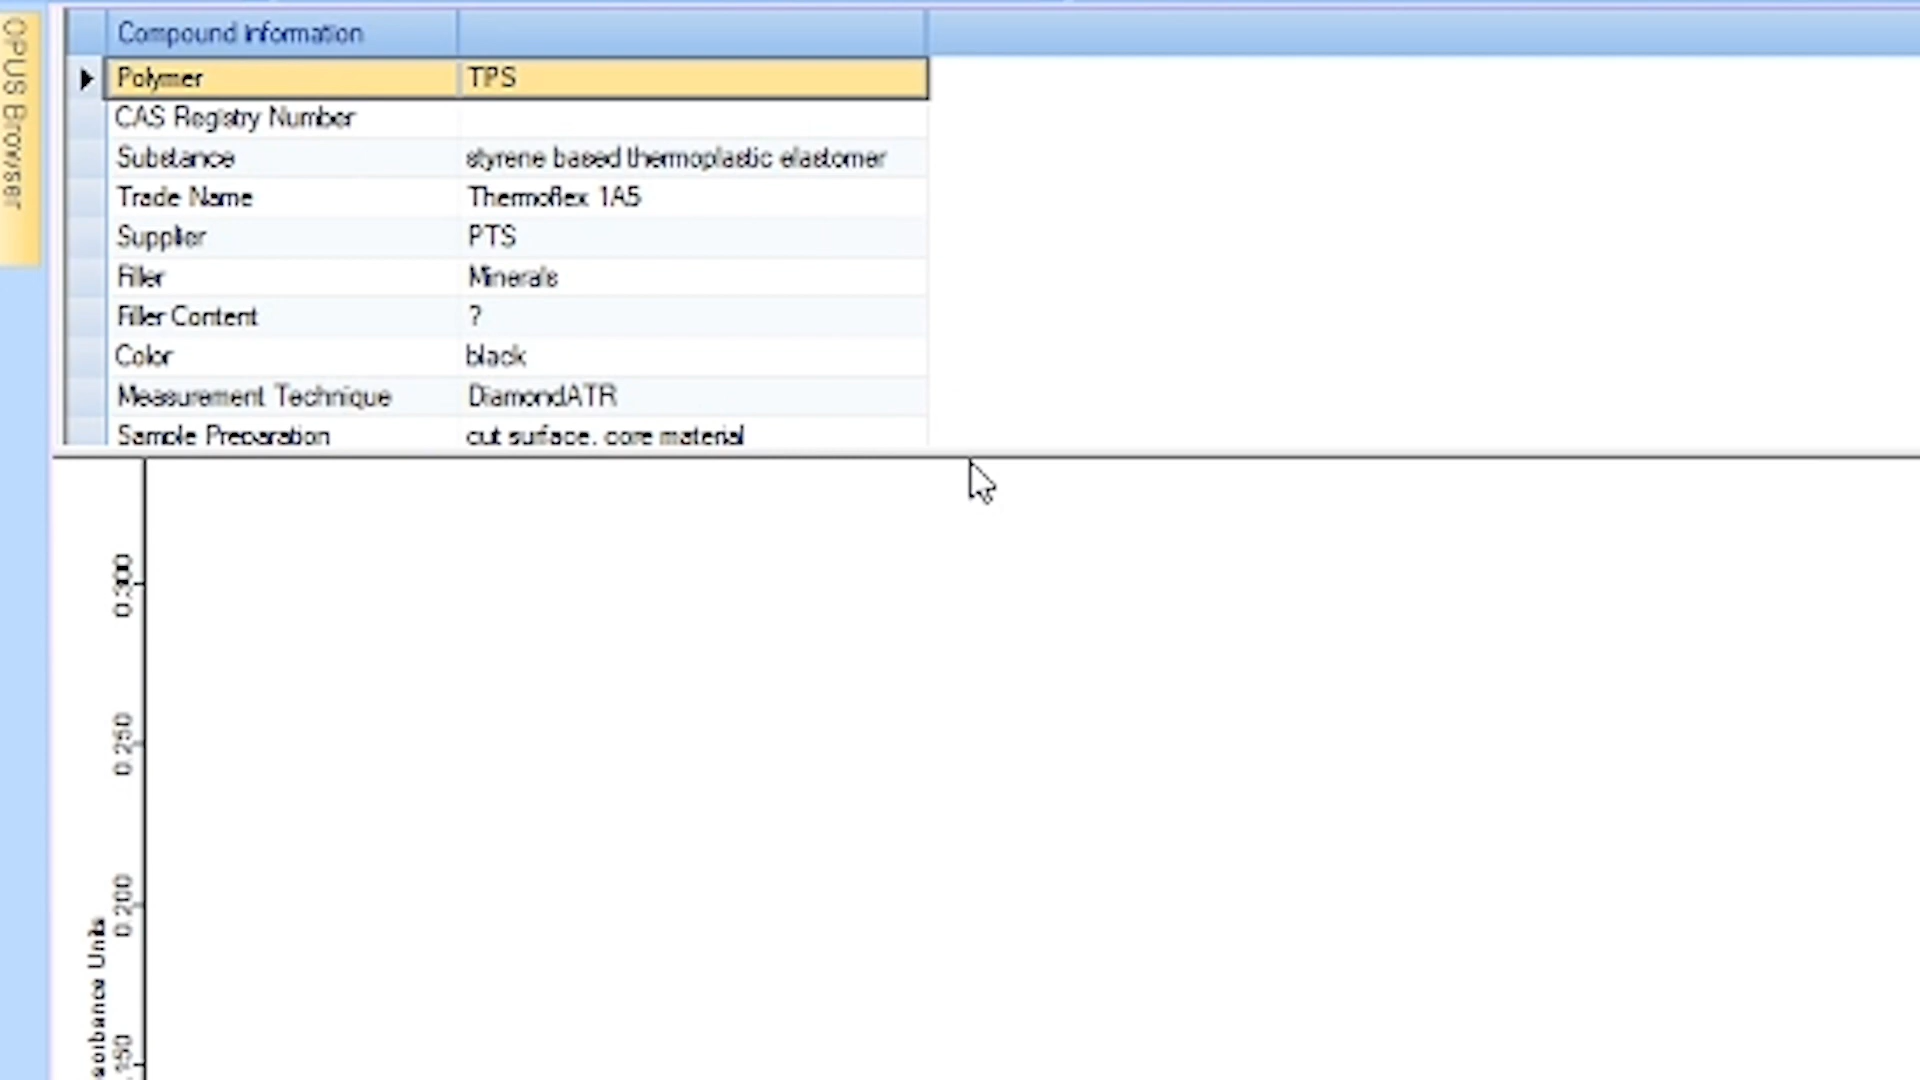 OPUS Browser
Compound Information
Polymer TPS
CAS Registry Number
Substance styrene based thermoplastic elastomer
Trade Name Thermoflex 1A5
Supplier PTS
Filler Minerals
Filler Content ?
Color black
Measurement Technique DiamondATR
Sample Preparation cut surface, core material
0.300
0.250
0.200
Units